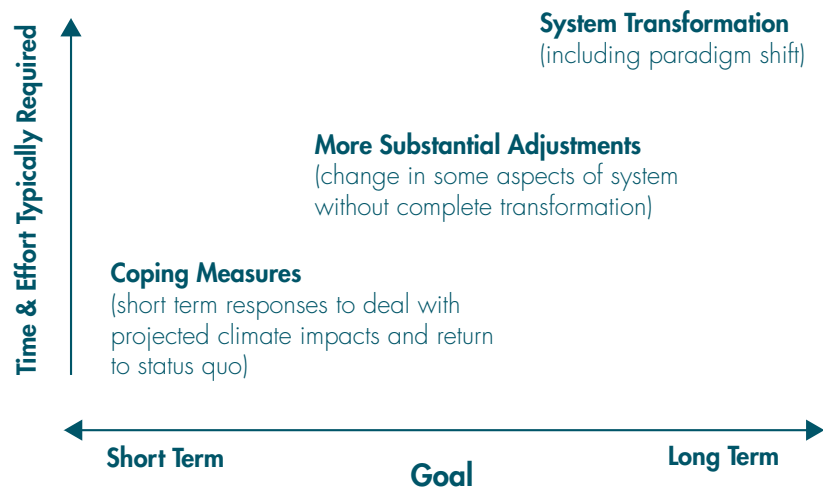 System Transformation
(including paradigm shift)
Time & Effort Typically Required
More Substantial Adjustments
(change in some aspects of system
without complete transformation)
Coping Measures
(short term responses to deal with
projected climate impacts and return
to status quo)
Short Term
Goal
Long Term